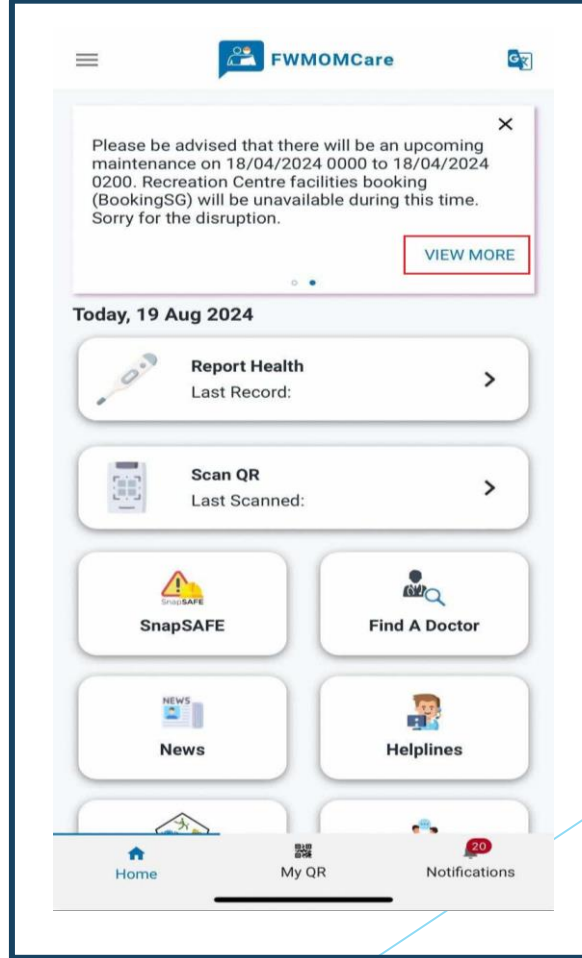 FWMOMCare
Please be advised that there will be an upcoming
maintenance on 18/04/2024 0000 to 18/04/2024
0200. Recreation Centre facilities booking
(BookingSG) will be unavailable during this time.
Sorry for the disruption.
VIEW MORE
Today, 19 Aug 2024
Report Health
Last Record:
Scan QR
Last Scanned:
SnapSAFE
SnapSAFE
Find A Doctor
NEWS
News
Helplines
20
Home
My QR
Notifications